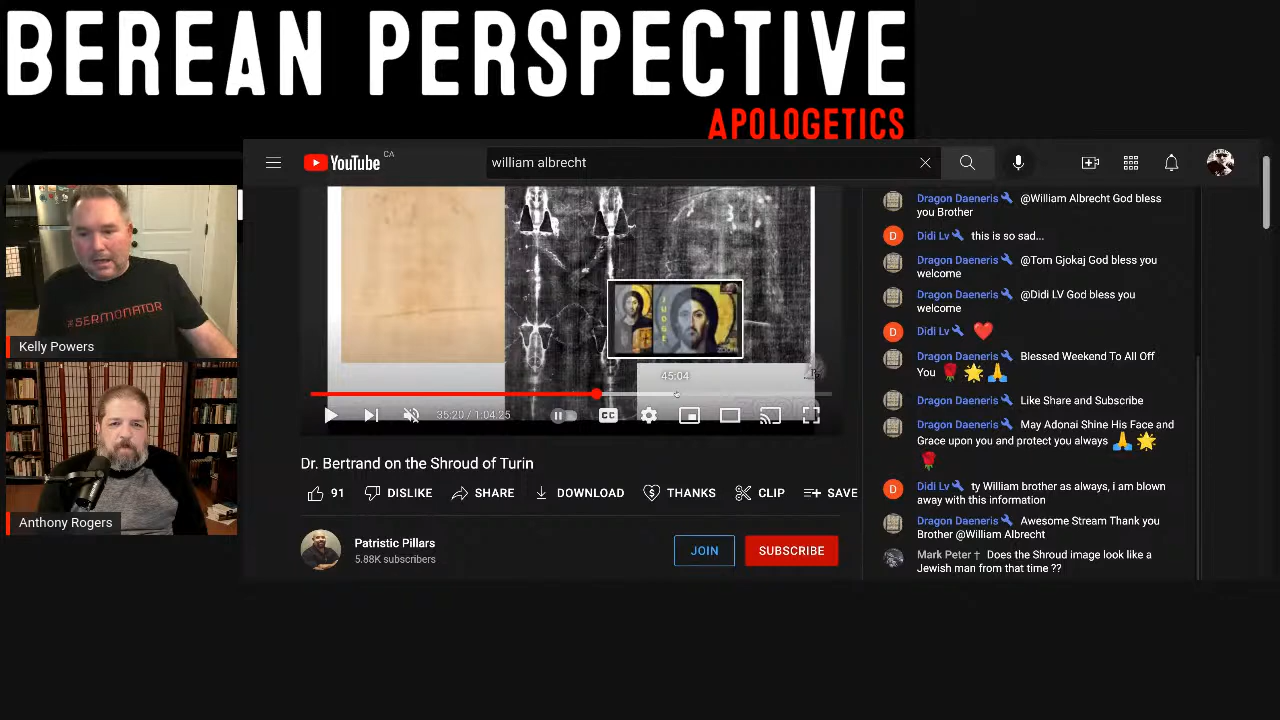 BEREAN PERSPECTIVE
APOLOGETICS
YouTube CA
william albrecht
THE SERMONATOR
Kelly Powers
Anthony Rogers
JUDGE
zoom
45:04
35:20 / 1:04:25
CC
Dr. Bertrand on the Shroud of Turin
91 DISLIKE SHARE DOWNLOAD THANKS CLIP SAVE
Patristic Pillars
5.88K subscribers
JOIN SUBSCRIBE
Dragon Daeneris @William Albrecht God bless
you Brother
D Didi Lv this is so sad...
Dragon Daeneris @Tom Gjokaj God bless you
welcome
Dragon Daeneris @Didi LV God bless you
welcome
D Didi Lv ❤️
Dragon Daeneris Blessed Weekend To All Off
You 🌹 🌟 🙏
Dragon Daeneris Like Share and Subscribe
Dragon Daeneris May Adonai Shine His Face and
Grace upon you and protect you always 🙏 🌟
🌹
D Didi Lv ty William brother as always, i am blown
away with this information
Dragon Daeneris Awesome Stream Thank you
Brother @William Albrecht
Mark Peter † Does the Shroud image look like a
Jewish man from that time ??